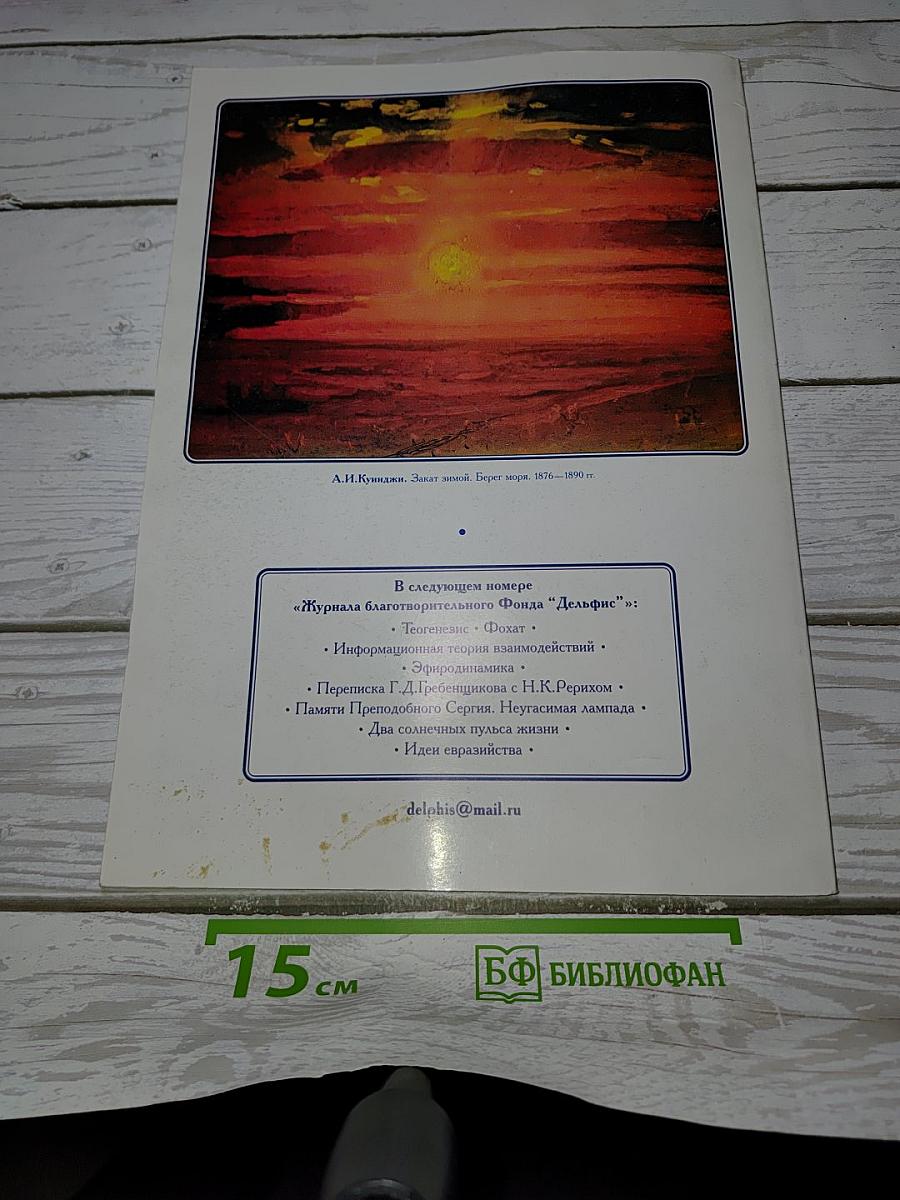 А.И.Куинджи. Закат зимой. Берег моря. 1876—1890 гг.
•
В следующем номере
«Журнала благотворительного Фонда “Дельфис”»:
• Теогенезис • Фохат •
• Информационная теория взаимодействий •
• Эфиродинамика •
• Переписка Г.Д.Гребенщикова с Н.К.Рерихом •
• Памяти Преподобного Сергия. Неугасимая лампада •
• Два солнечных пульса жизни •
• Идеи евразийства •
delphis@mail.ru
15 см
БФ БИБЛИОФАН